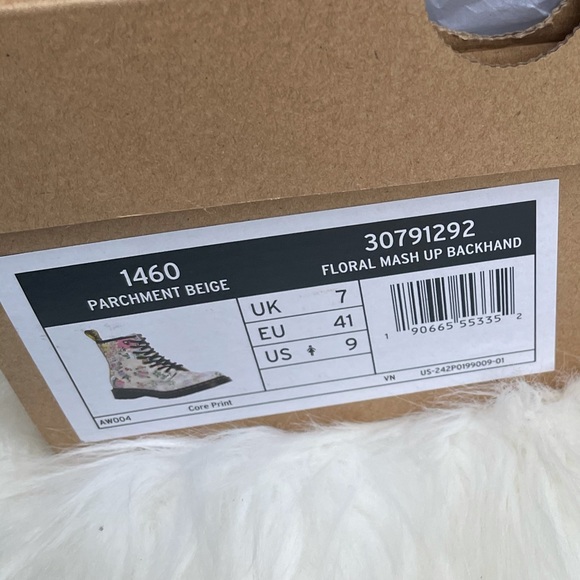 1460
PARCHMENT BEIGE
30791292
FLORAL MASH UP BACKHAND
UK 7
EU 41
US 9
1 90665 55335 2
AW004
Core Print
VN
US-242P0199009-01